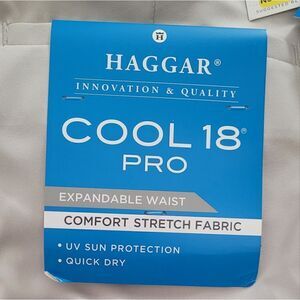 H
HAGGAR®
INNOVATION & QUALITY
COOL 18®
PRO
EXPANDABLE WAIST
COMFORT STRETCH FABRIC
• UV SUN PROTECTION
• QUICK DRY